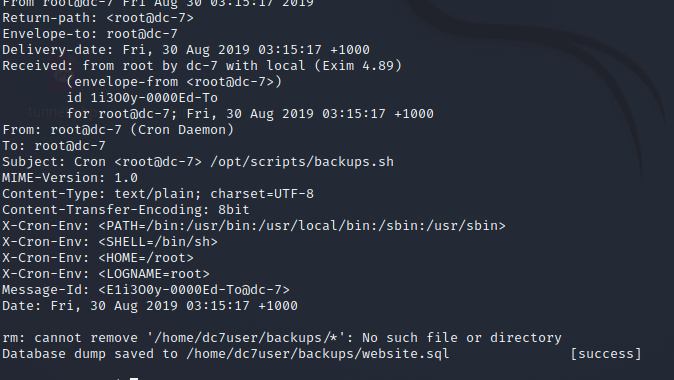 From root@dc-7 Fri Aug 30 03:15:17 2019
Return-path: <root@dc-7>
Envelope-to: root@dc-7
Delivery-date: Fri, 30 Aug 2019 03:15:17 +1000
Received: from root by dc-7 with local (Exim 4.89)
        (envelope-from <root@dc-7>)
        id 1i3O0y-0000Ed-To
        for root@dc-7; Fri, 30 Aug 2019 03:15:17 +1000
From: root@dc-7 (Cron Daemon)
To: root@dc-7
Subject: Cron <root@dc-7> /opt/scripts/backups.sh
MIME-Version: 1.0
Content-Type: text/plain; charset=UTF-8
Content-Transfer-Encoding: 8bit
X-Cron-Env: <PATH=/bin:/usr/bin:/usr/local/bin:/sbin:/usr/sbin>
X-Cron-Env: <SHELL=/bin/sh>
X-Cron-Env: <HOME=/root>
X-Cron-Env: <LOGNAME=root>
Message-Id: <E1i3O0y-0000Ed-To@dc-7>
Date: Fri, 30 Aug 2019 03:15:17 +1000

rm: cannot remove '/home/dc7user/backups/*': No such file or directory
Database dump saved to /home/dc7user/backups/website.sql               [success]